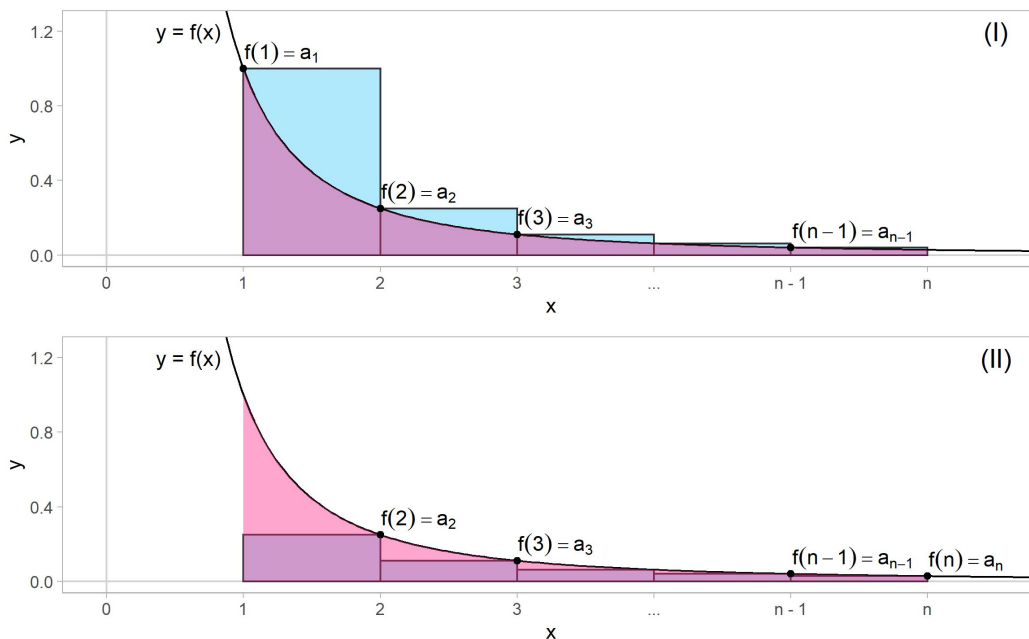 (I)
y = f(x)
f(1) = a₁
f(2) = a₂
f(3) = a₃
f(n − 1) = aₙ₋₁
1.2
0.8
0.4
0.0
y
0 1 2 3 ... n - 1 n
x
(II)
y = f(x)
f(2) = a₂
f(3) = a₃
f(n − 1) = aₙ₋₁ f(n) = aₙ
1.2
0.8
0.4
0.0
y
0 1 2 3 ... n - 1 n
x